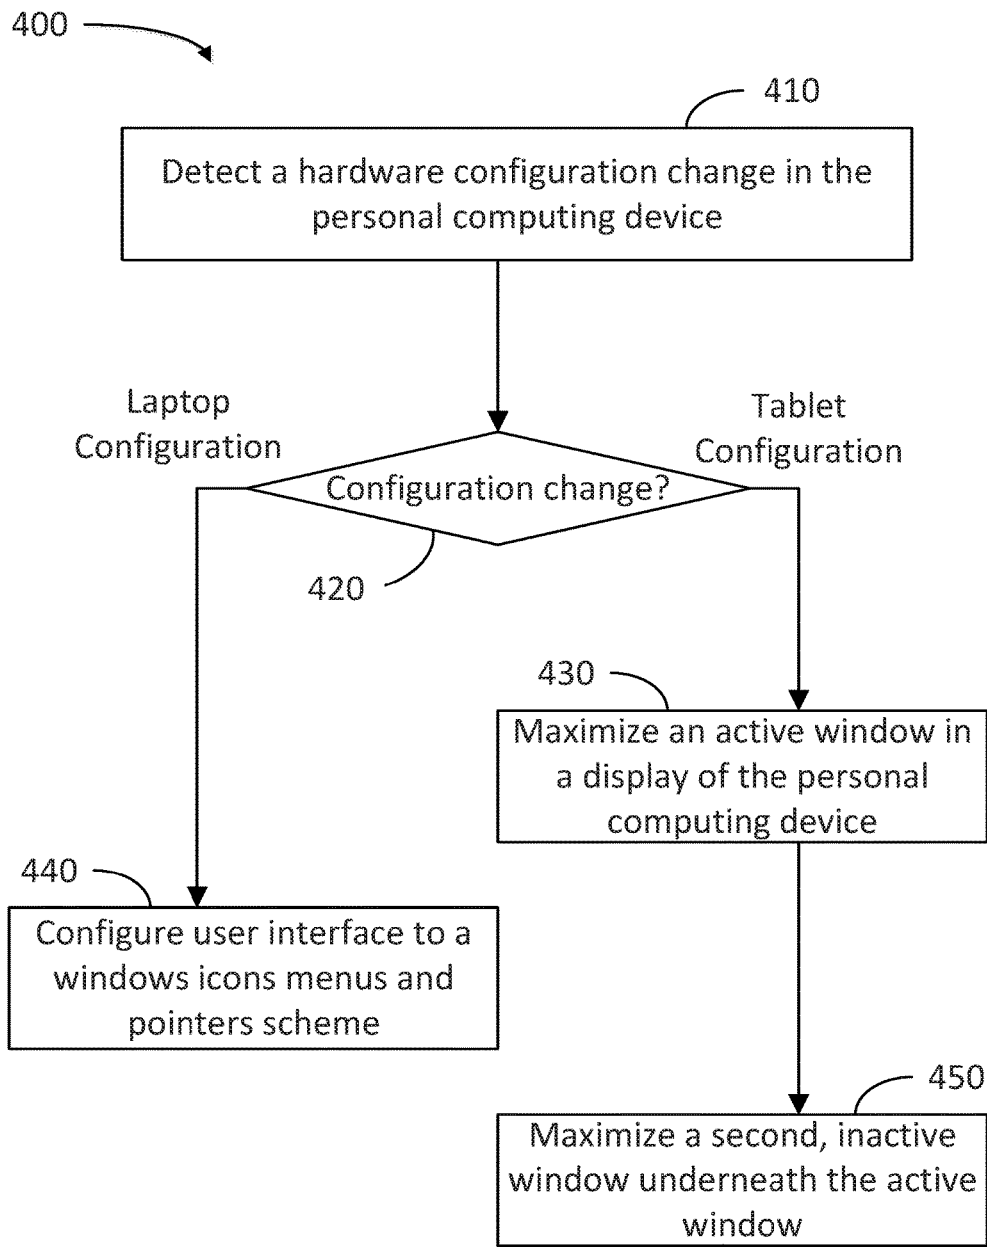 400
410
Detect a hardware configuration change in the
personal computing device
Laptop
Configuration
Tablet
Configuration
Configuration change?
420
430
Maximize an active window in
a display of the personal
computing device
440
Configure user interface to a
windows icons menus and
pointers scheme
450
Maximize a second, inactive
window underneath the active
window